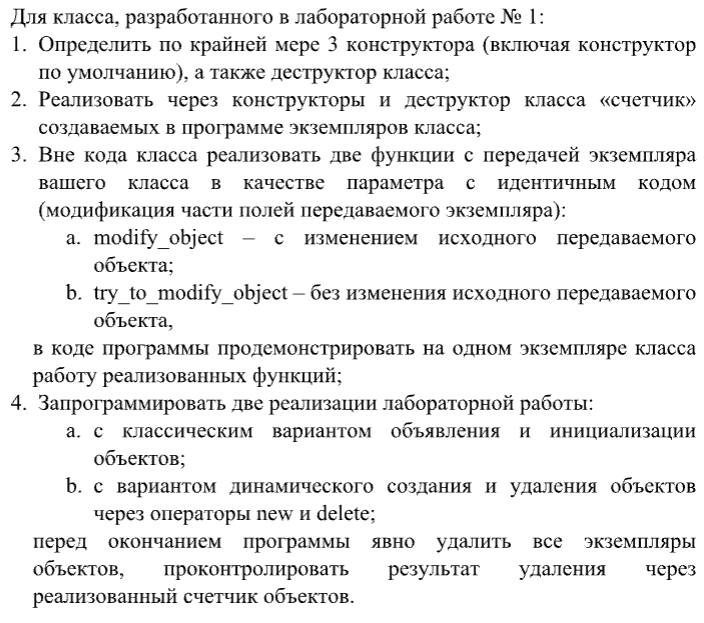 Для класса, разработанного в лабораторной работе № 1:
1. Определить по крайней мере 3 конструктора (включая конструктор
по умолчанию), а также деструктор класса;
2. Реализовать через конструкторы и деструктор класса «счетчик»
создаваемых в программе экземпляров класса;
3. Вне кода класса реализовать две функции с передачей экземпляра
вашего класса в качестве параметра с идентичным кодом
(модификация части полей передаваемого экземпляра):
a. modify_object – с изменением исходного передаваемого
объекта;
b. try_to_modify_object – без изменения исходного передаваемого
объекта,
в коде программы продемонстрировать на одном экземпляре класса
работу реализованных функций;
4. Запрограммировать две реализации лабораторной работы:
a. с классическим вариантом объявления и инициализации
объектов;
b. с вариантом динамического создания и удаления объектов
через операторы new и delete;
перед окончанием программы явно удалить все экземпляры
объектов, проконтролировать результат удаления через
реализованный счетчик объектов.